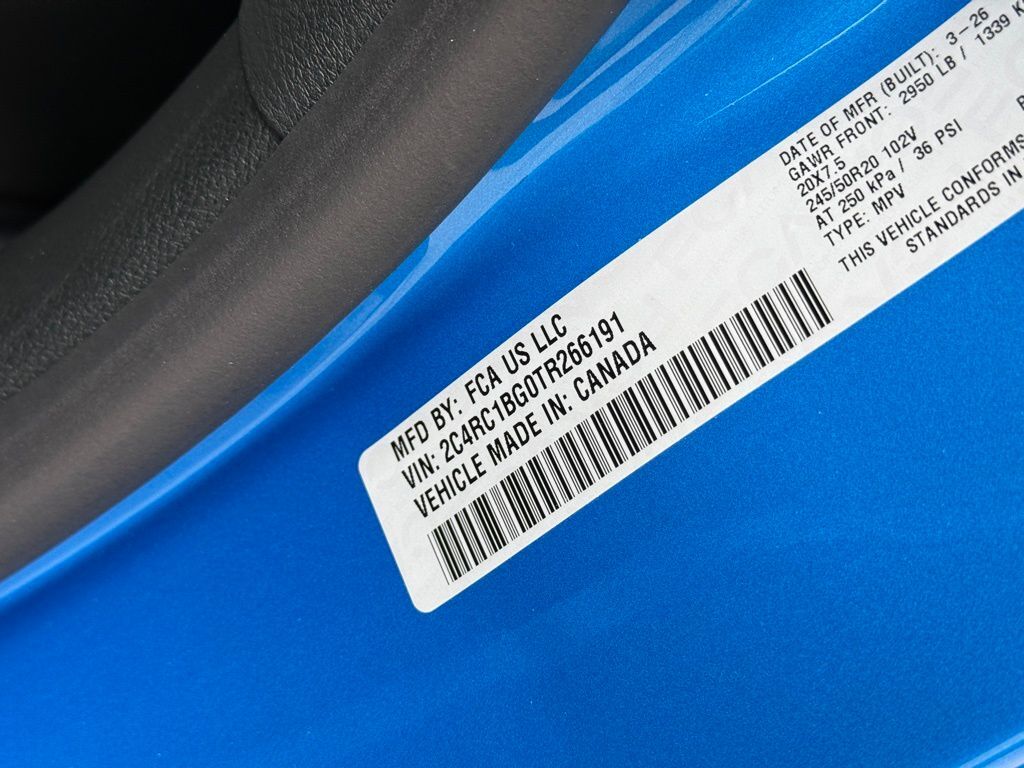 MFD BY: FCA US LLC
VIN: 2C4RC1BG0TR266191
VEHICLE MADE IN: CANADA
DATE OF MFR (BUILT): 3-26
GAWR FRONT: 2950 LB / 1339 K
20X7.5
245/50R20 102V
AT 250 kPa / 36 PSI
TYPE: MPV
THIS VEHICLE CONFORMS
STANDARDS IN